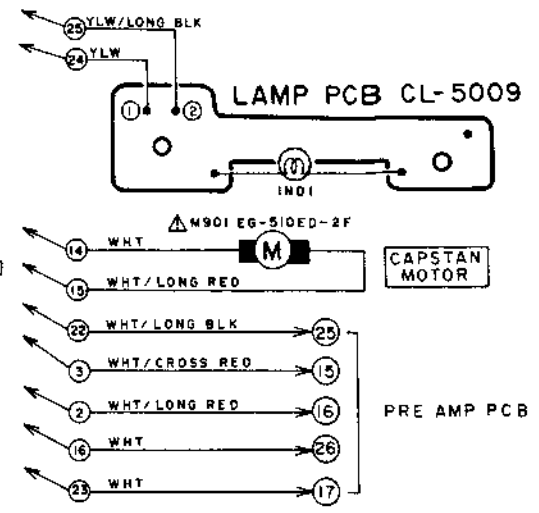 25 YLW/LONG BLK
24 YLW
LAMP PCB CL-5009
1 2
IN01
⚠ M901 EG-510ED-2F
14 WHT
M
CAPSTAN
MOTOR
15 WHT/LONG RED
22 WHT/LONG BLK 25
3 WHT/CROSS RED 15
2 WHT/LONG RED 16
PRE AMP PCB
16 WHT 26
23 WHT 17